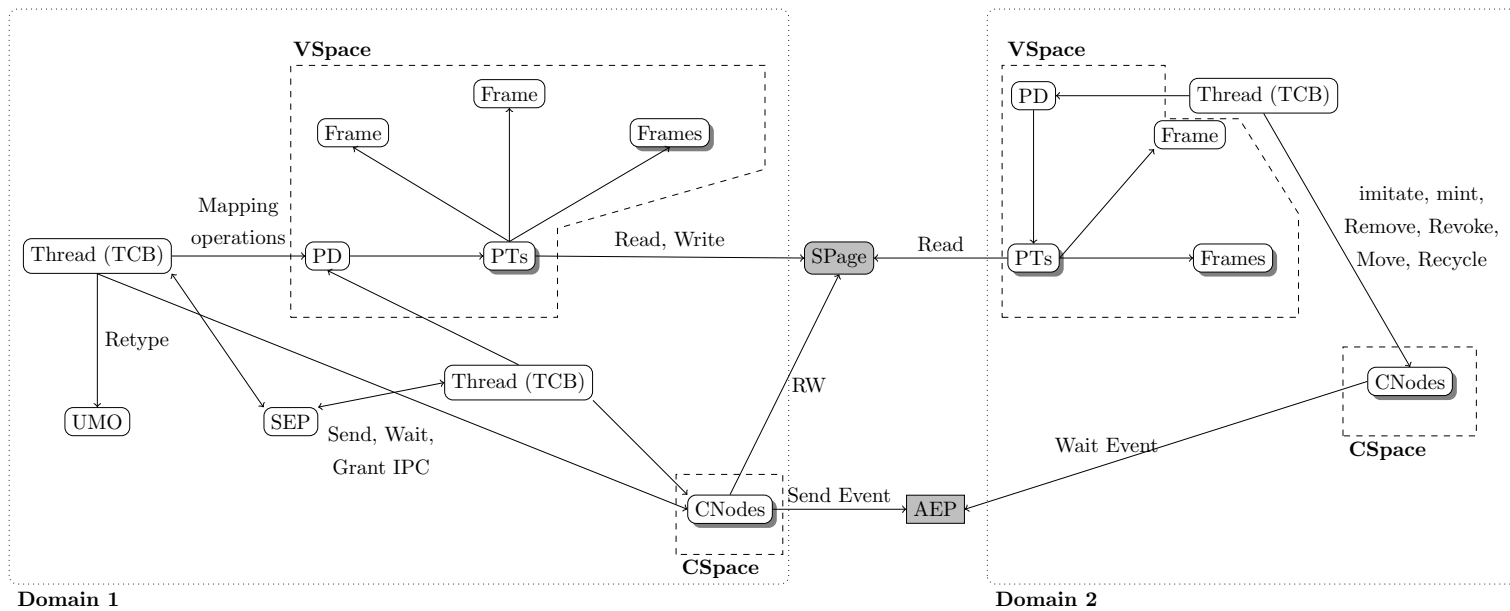 VSpace
VSpace
Frame
PD
Thread (TCB)
Frame
Frames
Frame
Mapping
operations
imitate, mint,
Remove, Revoke,
Move, Recycle
Thread (TCB)
PD
PTs
Read, Write
SPage
Read
PTs
Frames
Retype
Thread (TCB)
RW
CNodes
UMO
SEP
Send, Wait,
Grant IPC
Wait Event
CSpace
CNodes
Send Event
AEP
CSpace
Domain 1
Domain 2